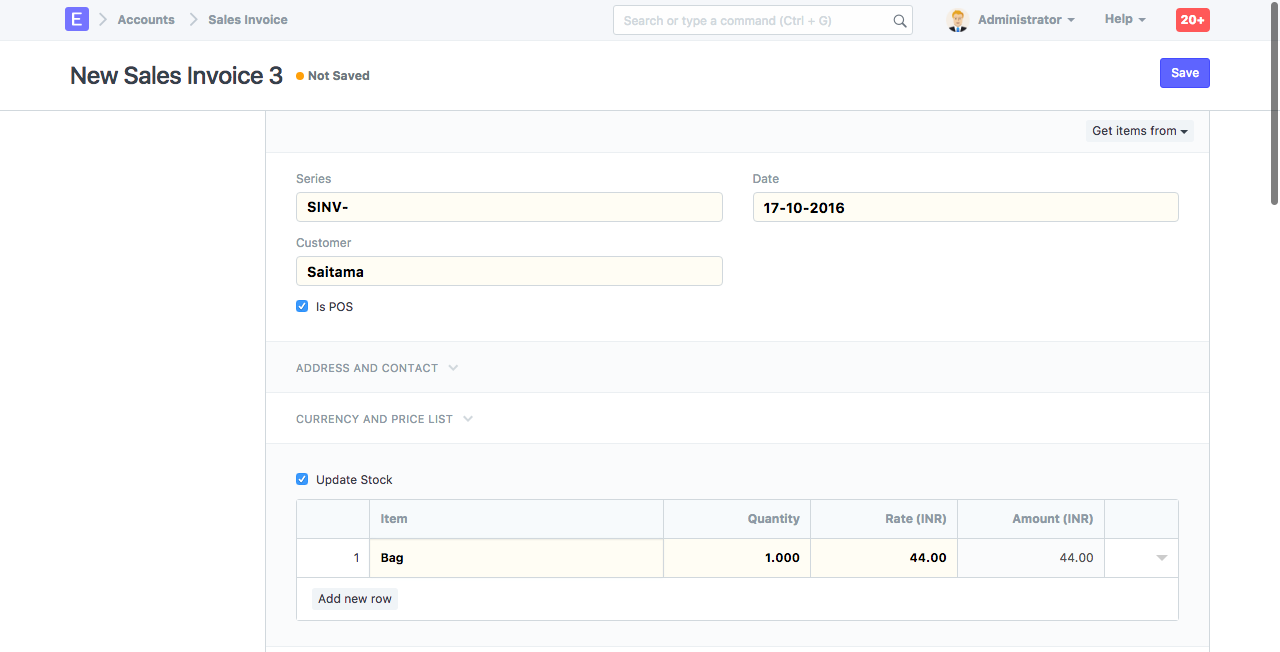 E Accounts Sales Invoice Search or type a command (Ctrl + G) Administrator Help 20+
New Sales Invoice 3 Not Saved Save
Get items from
Series Date
SINV- 17-10-2016
Customer
Saitama
Is POS
ADDRESS AND CONTACT
CURRENCY AND PRICE LIST
Update Stock
Item Quantity Rate (INR) Amount (INR)
1 Bag 1.000 44.00 44.00
Add new row